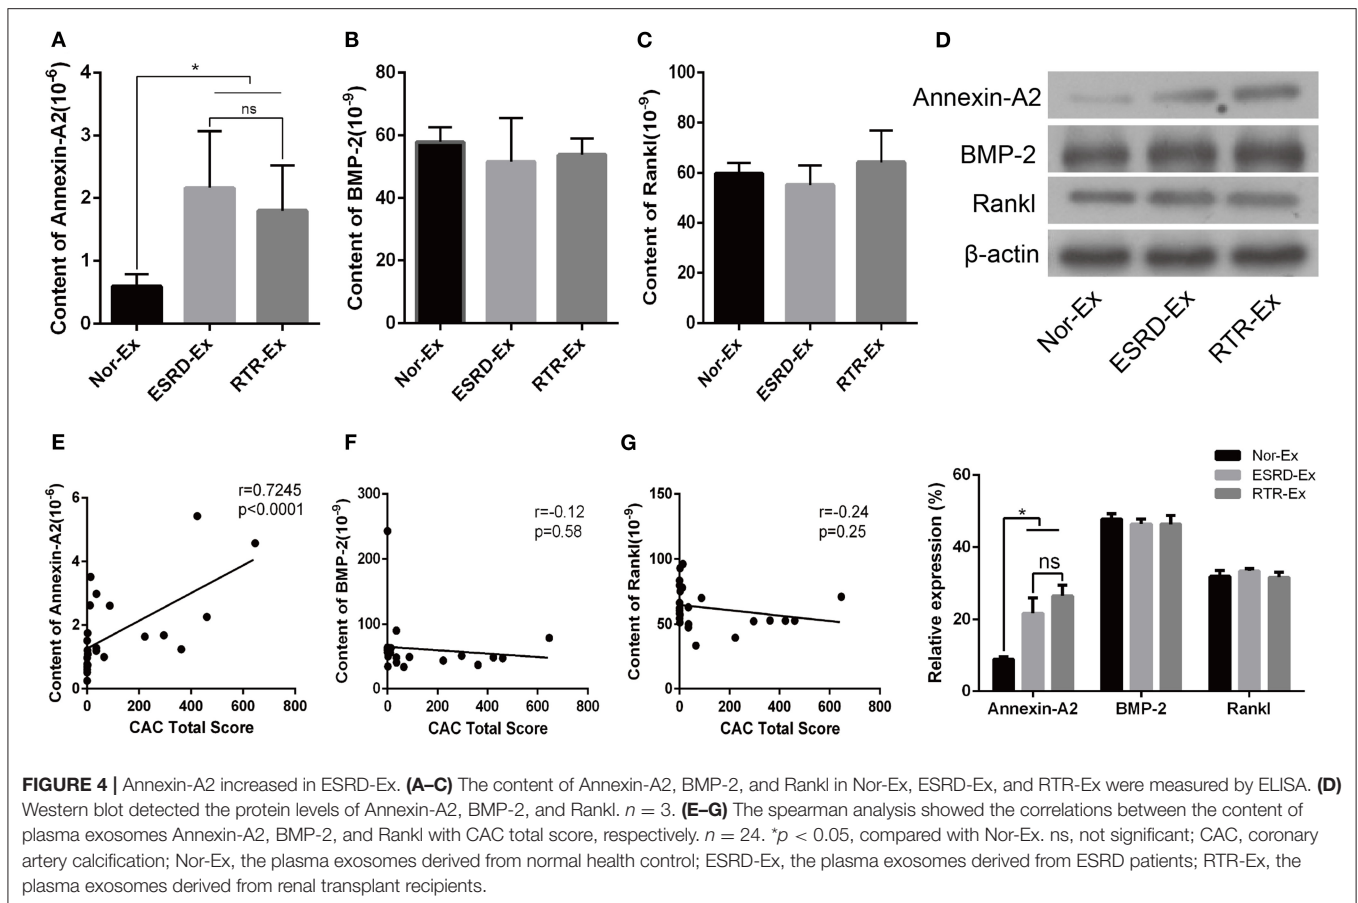 A
B
C
D
Content of Annexin-A2(10-6)
4
3
2
1
0
*
ns
Nor-Ex
ESRD-Ex
RTR-Ex
Content of BMP-2(10-9)
80
60
40
20
0
Nor-Ex
ESRD-Ex
RTR-Ex
Content of Rankl(10-9)
100
80
60
40
20
0
Nor-Ex
ESRD-Ex
RTR-Ex
Annexin-A2
BMP-2
Rankl
β-actin
Nor-Ex
ESRD-Ex
RTR-Ex
E
F
G
Content of Annexin-A2(10-6)
6
4
2
0
r=0.7245
p<0.0001
0 200 400 600 800
CAC Total Score
Content of BMP-2(10-9)
300
200
100
0
r=-0.12
p=0.58
0 200 400 600 800
CAC Total Score
Content of Rankl(10-9)
150
100
50
0
r=-0.24
p=0.25
0 200 400 600 800
CAC Total Score
Nor-Ex
ESRD-Ex
RTR-Ex
Relative expression (%)
60
40
20
0
*
ns
Annexin-A2 BMP-2 Rankl
FIGURE 4 | Annexin-A2 increased in ESRD-Ex. (A–C) The content of Annexin-A2, BMP-2, and Rankl in Nor-Ex, ESRD-Ex, and RTR-Ex were measured by ELISA. (D)
Western blot detected the protein levels of Annexin-A2, BMP-2, and Rankl. n = 3. (E–G) The spearman analysis showed the correlations between the content of
plasma exosomes Annexin-A2, BMP-2, and Rankl with CAC total score, respectively. n = 24. *p < 0.05, compared with Nor-Ex. ns, not significant; CAC, coronary
artery calcification; Nor-Ex, the plasma exosomes derived from normal health control; ESRD-Ex, the plasma exosomes derived from ESRD patients; RTR-Ex, the
plasma exosomes derived from renal transplant recipients.